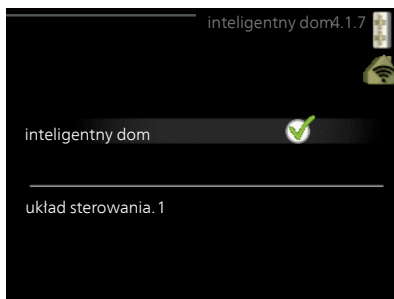 inteligentny dom4.1.7
inteligentny dom
układ sterowania.1